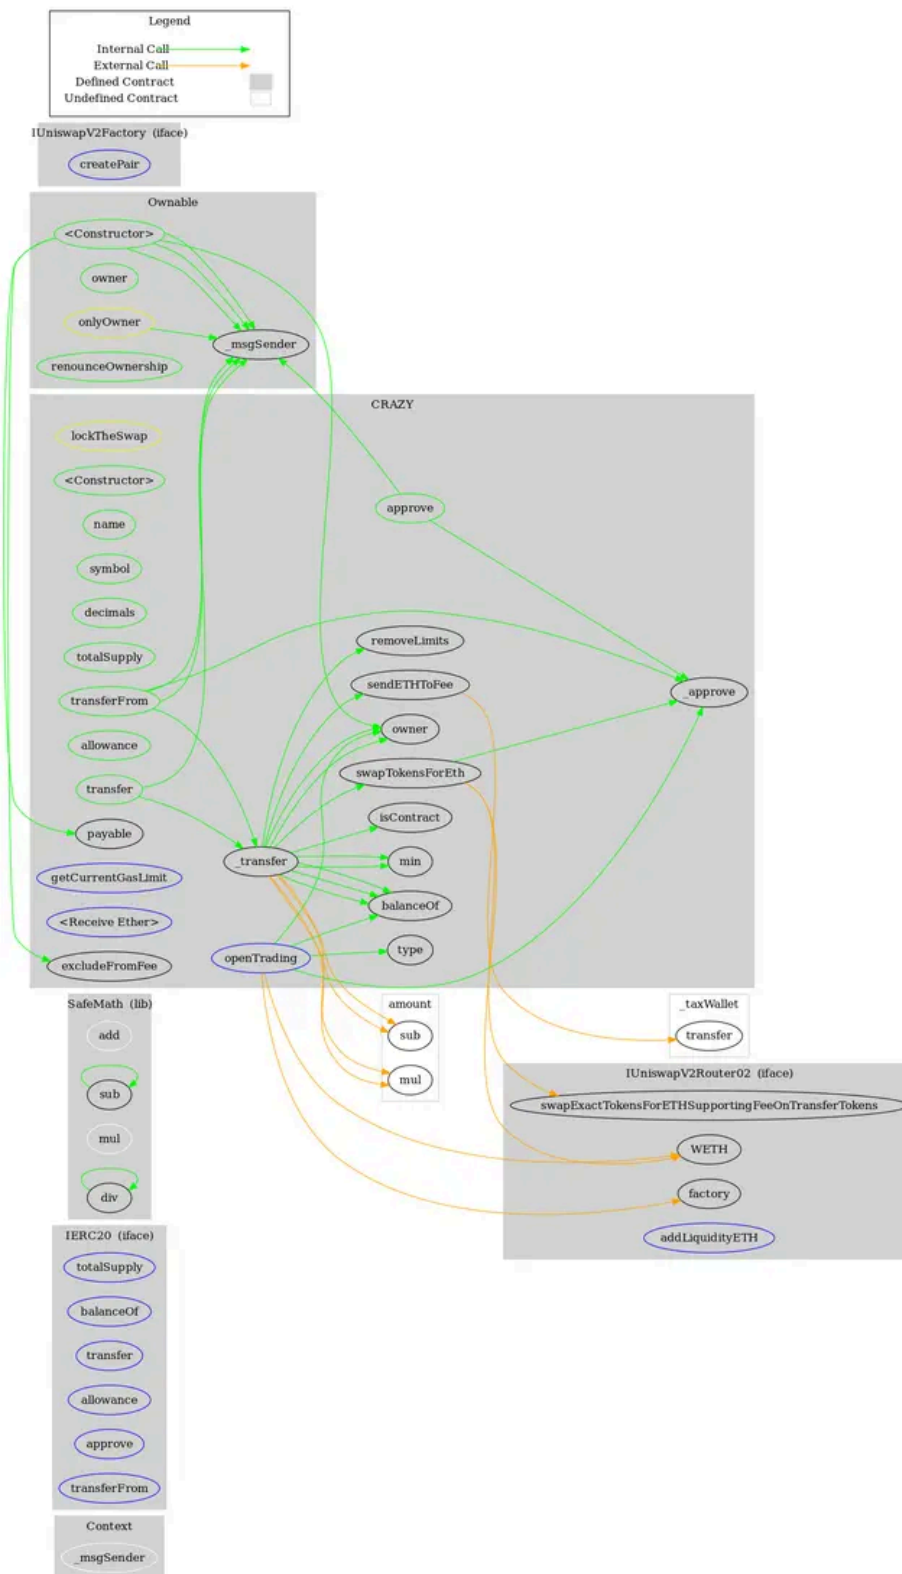 Legend
Internal Call
External Call
Defined Contract
Undefined Contract
IUniswapV2Factory (iface)
createPair
Ownable
<Constructor>
owner
onlyOwner
_msgSender
renounceOwnership
CRAZY
lockTheSwap
<Constructor>
approve
name
symbol
decimals
removeLimits
totalSupply
sendETHToFee
_approve
transferFrom
owner
allowance
swapTokensForEth
transfer
isContract
payable
_transfer
min
getCurrentGasLimit
balanceOf
<Receive Ether>
type
openTrading
excludeFromFee
SafeMath (lib)
amount
_taxWallet
add
sub
transfer
IUniswapV2Router02 (iface)
mul
sub
swapExactTokensForETHSupportingFeeOnTransferTokens
mul
WETH
div
factory
IERC20 (iface)
addLiquidityETH
totalSupply
balanceOf
transfer
allowance
approve
transferFrom
Context
_msgSender